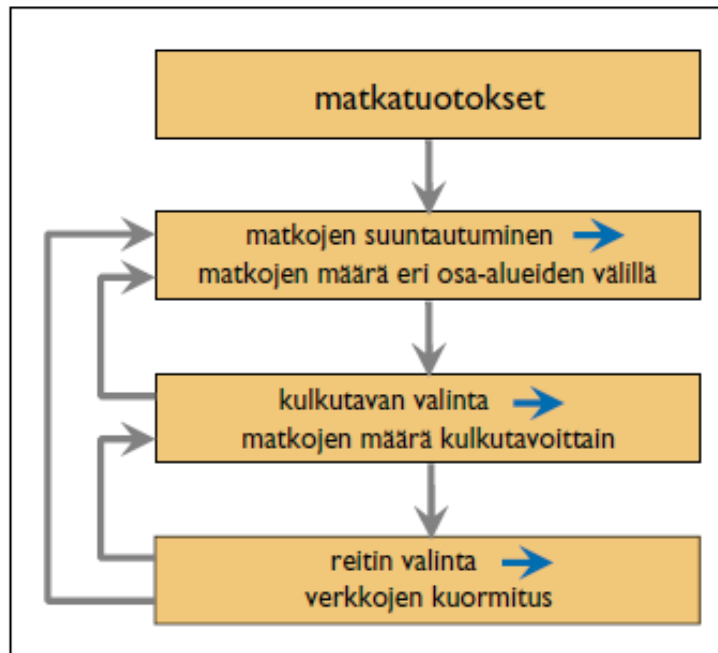 matkatuotokset
matkojen suuntautuminen
matkojen määrä eri osa-alueiden välillä
kulkutavan valinta
matkojen määrä kulkutavoittain
reitin valinta
verkkojen kuormitus